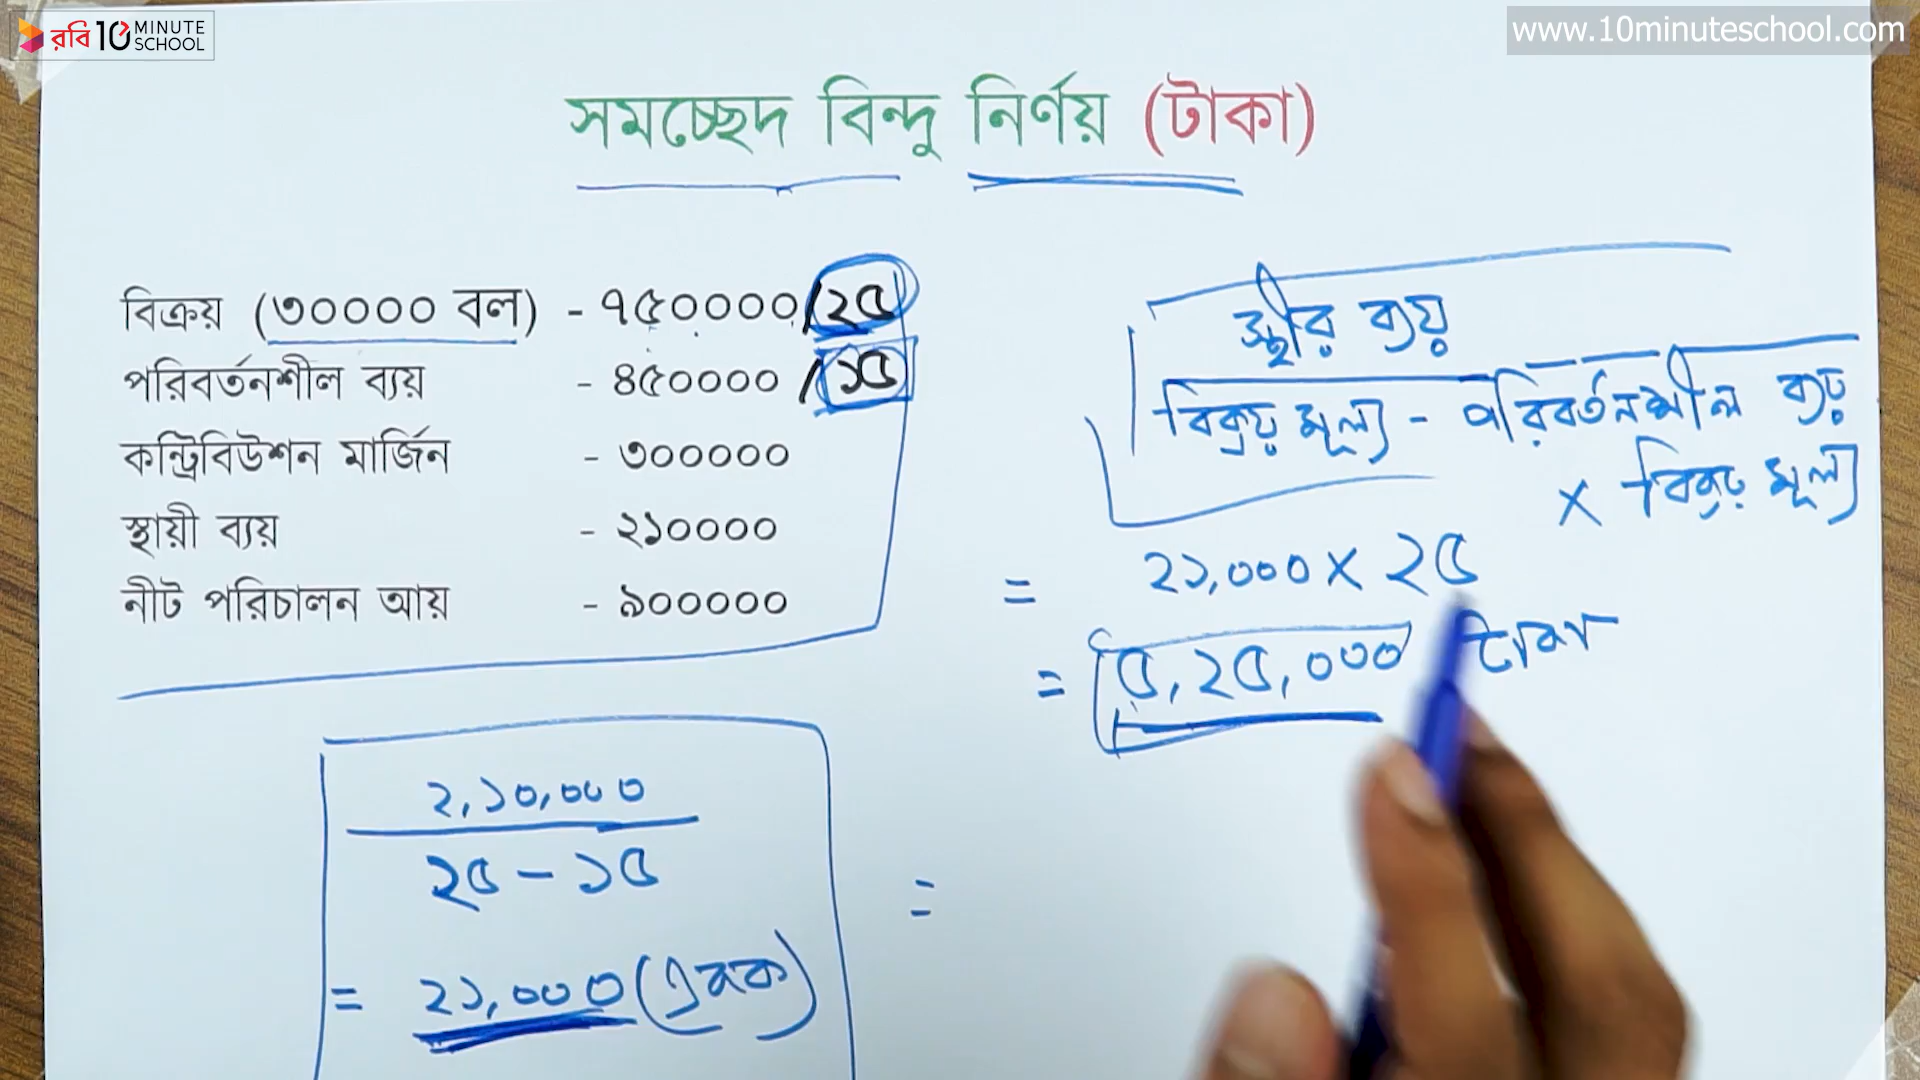 রবি 10 MINUTE SCHOOL
www.10minuteschool.com
সমচ্ছেদ বিন্দু নির্ণয় (টাকা)
বিক্রয় (৩০০০০ বল) - ৭৫০০০০/২৫
পরিবর্তনশীল ব্যয় - ৪৫০০০০ /১৫
কন্ট্রিবিউশন মার্জিন - ৩০০০০০
স্থায়ী ব্যয় - ২১০০০০
নীট পরিচালন আয় - ৯০০০০০
স্থীর ব্যয়
বিক্রয় মূল্য - পরিবর্তনশীল ব্যয়
× বিক্রয় মূল্য
= ২১,০০০ × ২৫
= ৫,২৫,০০০ টাকা
২,১০,০০০
২৫ - ১৫
= ২১,০০০ (একক)
=